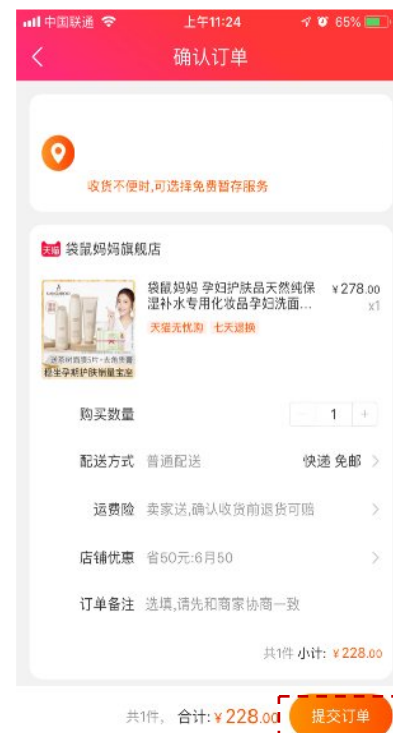 中国联通 上午11:24 65%
确认订单
收货不便时,可选择免费暂存服务
天猫 袋鼠妈妈旗舰店
袋鼠妈妈 孕妇护肤品天然纯保 ¥278.00
湿补水专用化妆品孕妇洗面... x1
天猫无忧购 七天退换
购买数量 - 1 +
配送方式 普通配送 快递 免邮 >
运费险 卖家送,确认收货前退货可赔 >
店铺优惠 省50元:6月50 >
订单备注 选填,请先和商家协商一致
共1件 小计: ¥228.00
共1件, 合计: ¥228.00 提交订单